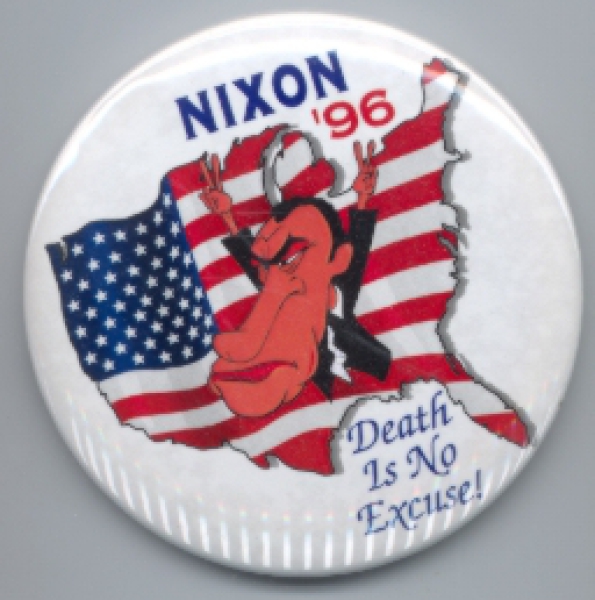 NIXON
'96
Death
Is No
Excuse!